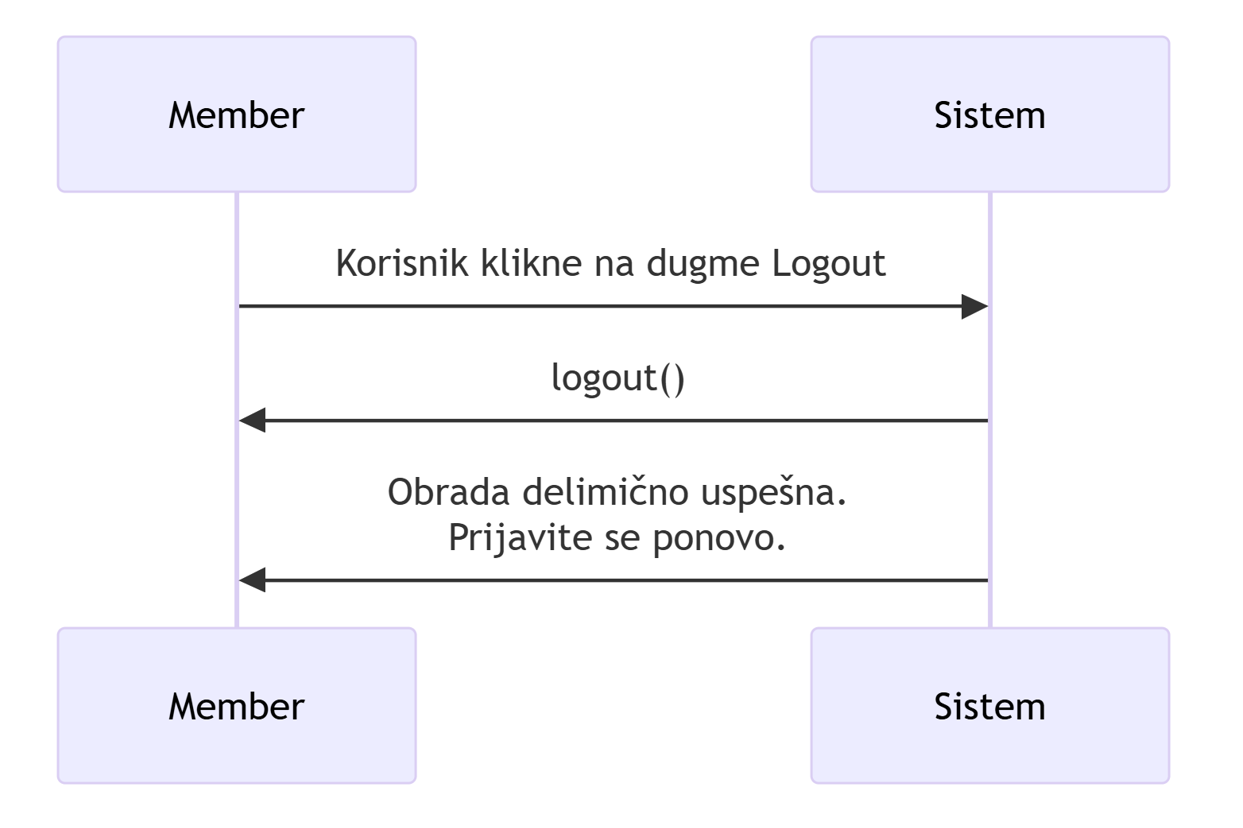 Member
Sistem
Korisnik klikne na dugme Logout
logout()
Obrada delimično uspešna.
Prijavite se ponovo.
Member
Sistem